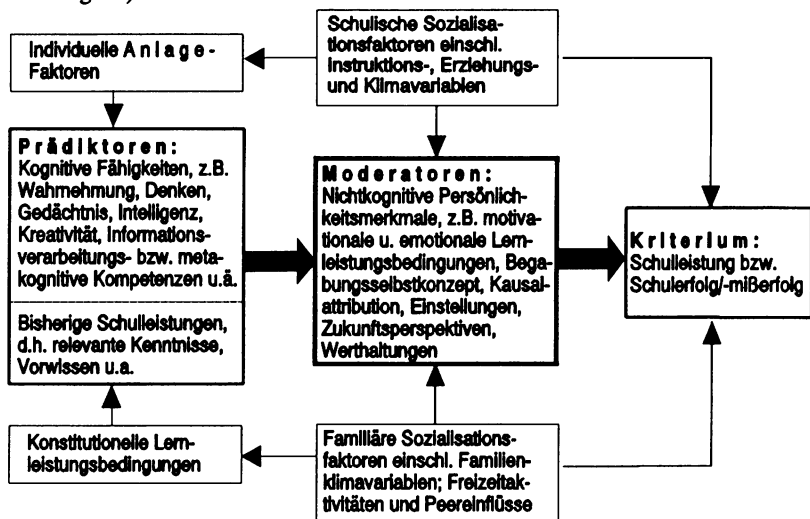 Individuelle Anlage-
Faktoren
Schulische Sozialisa-
tionsfaktoren einschl.
Instruktions-, Erziehungs-
und Klimavariablen
Prädiktoren:
Kognitive Fähigkeiten, z.B.
Wahrnehmung, Denken,
Gedächtnis, Intelligenz,
Kreativität, Informations-
verarbeitungs- bzw. meta-
kognitive Kompetenzen u.ä.
Bisherige Schulleistungen,
d.h. relevante Kenntnisse,
Vorwissen u.a.
Moderatoren:
Nichtkognitive Persönlich-
keitsmerkmale, z.B. motiva-
tionale u. emotionale Lern-
leistungsbedingungen, Bega-
bungsselbstkonzept, Kausal-
attribution, Einstellungen,
Zukunftsperspektiven,
Werthaltungen
Kriterium:
Schulleistung bzw.
Schulerfolg/-mißerfolg
Konstitutionelle Lern-
leistungsbedingungen
Familiäre Sozialisations-
faktoren einschl. Familien-
klimavariablen; Freizeitak-
tivitäten und Peereinflüsse